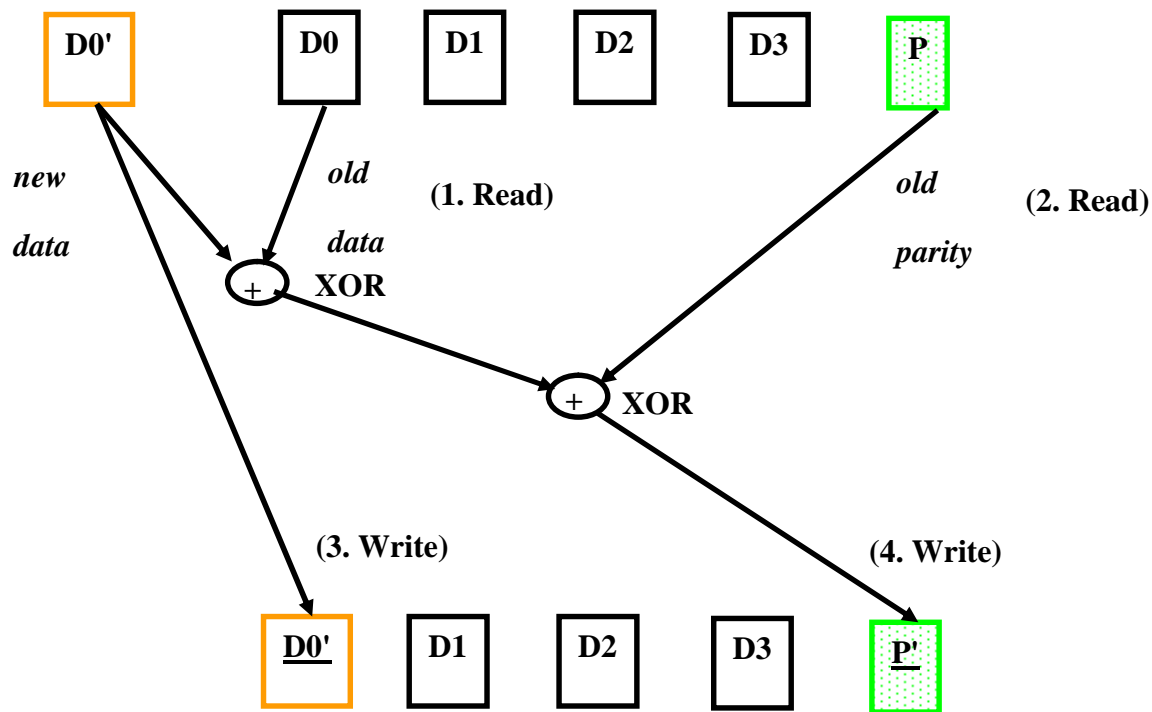 D0' D0 D1 D2 D3 P
new
data
old
data
(1. Read)
old
parity
(2. Read)
+ XOR
+ XOR
(3. Write)
(4. Write)
D0' D1 D2 D3 P'